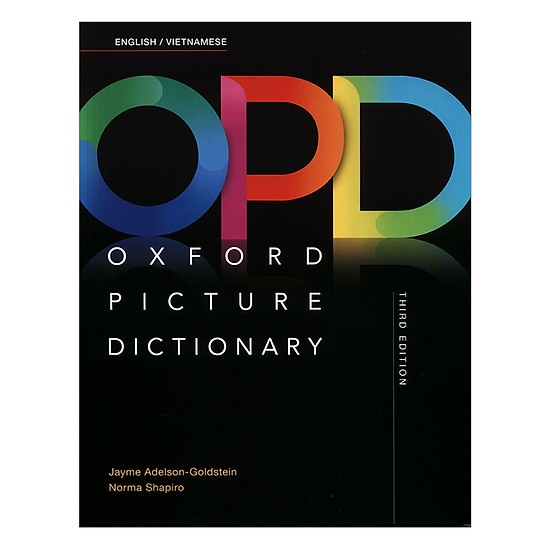 ENGLISH / VIETNAMESE
OPD
OXFORD
PICTURE
DICTIONARY
THIRD EDITION
Jayme Adelson-Goldstein
Norma Shapiro